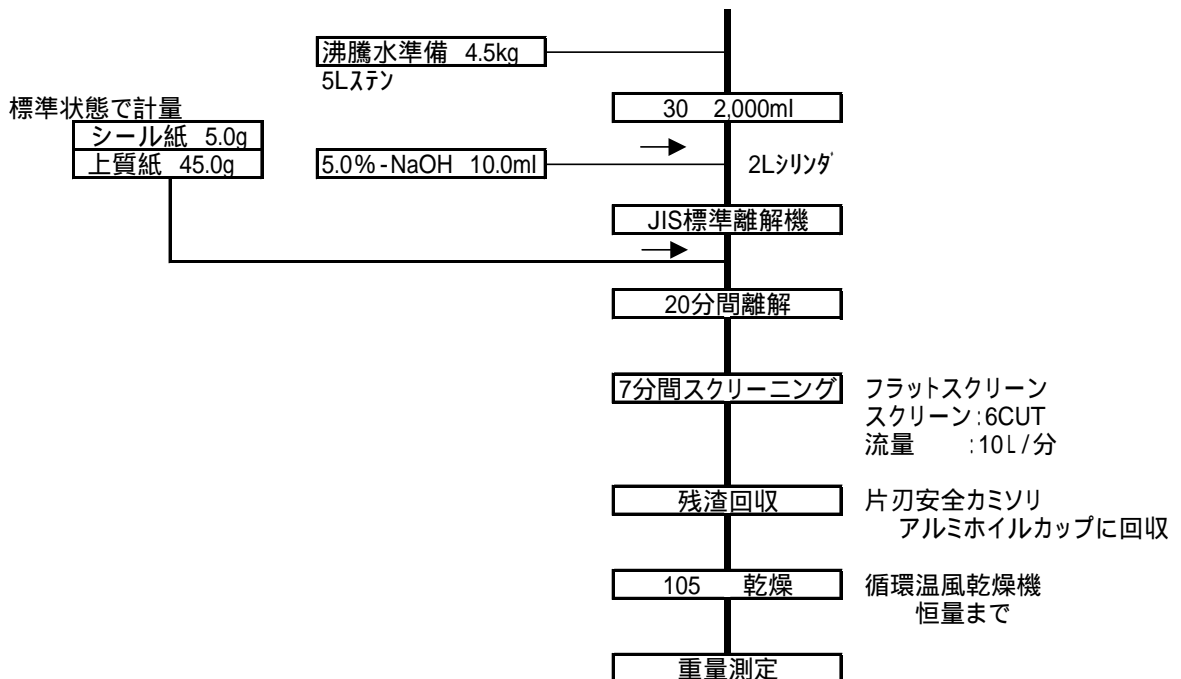 沸騰水準備 4.5kg
5Lｽﾃﾝ
標準状態で計量
30 2,000ml
シール紙 5.0g
上質紙 45.0g
5.0%-NaOH 10.0ml
2Lｼﾘﾝﾀﾞ
JIS標準離解機
20分間離解
7分間スクリーニング
フラットスクリーン
スクリーン:6CUT
流量 :10L/分
残渣回収
片刃安全カミソリ
アルミホイルカップに回収
105 乾燥
循環温風乾燥機
恒量まで
重量測定